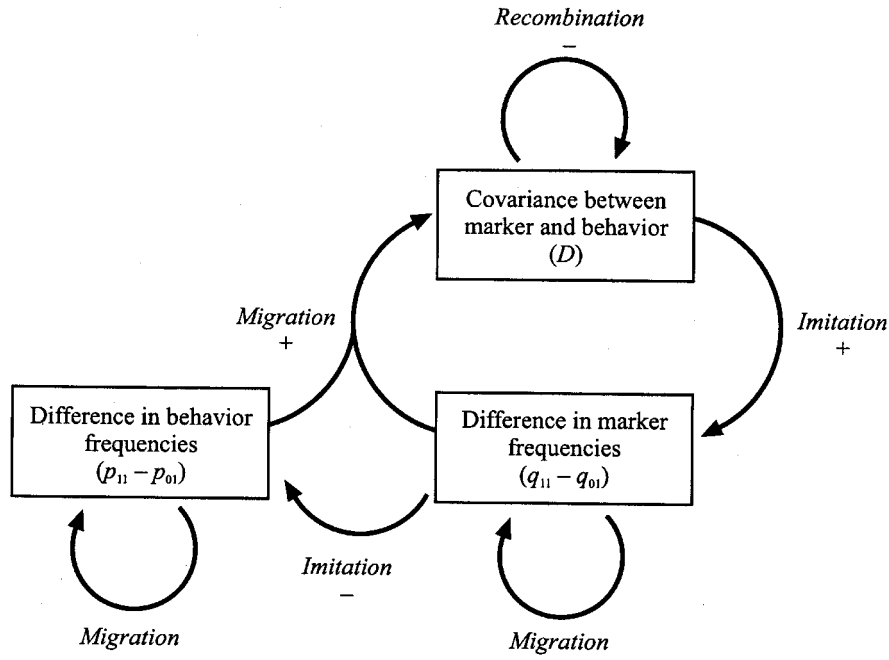 Recombination
–
Covariance between
marker and behavior
(D)
Migration
+
Imitation
+
Difference in behavior
frequencies
(p₁₁ – p₀₁)
Difference in marker
frequencies
(q₁₁ – q₀₁)
Imitation
–
Migration
Migration